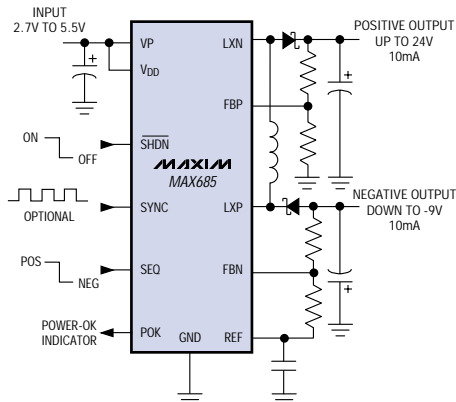 INPUT
2.7V TO 5.5V
VP
LXN
POSITIVE OUTPUT
UP TO 24V
10mA
+
+
VDD
FBP
ON
OFF
SHDN
MAXIM
MAX685
OPTIONAL
SYNC
LXP
NEGATIVE OUTPUT
DOWN TO -9V
10mA
POS
NEG
SEQ
FBN
+
POWER-OK
INDICATOR
POK
GND
REF